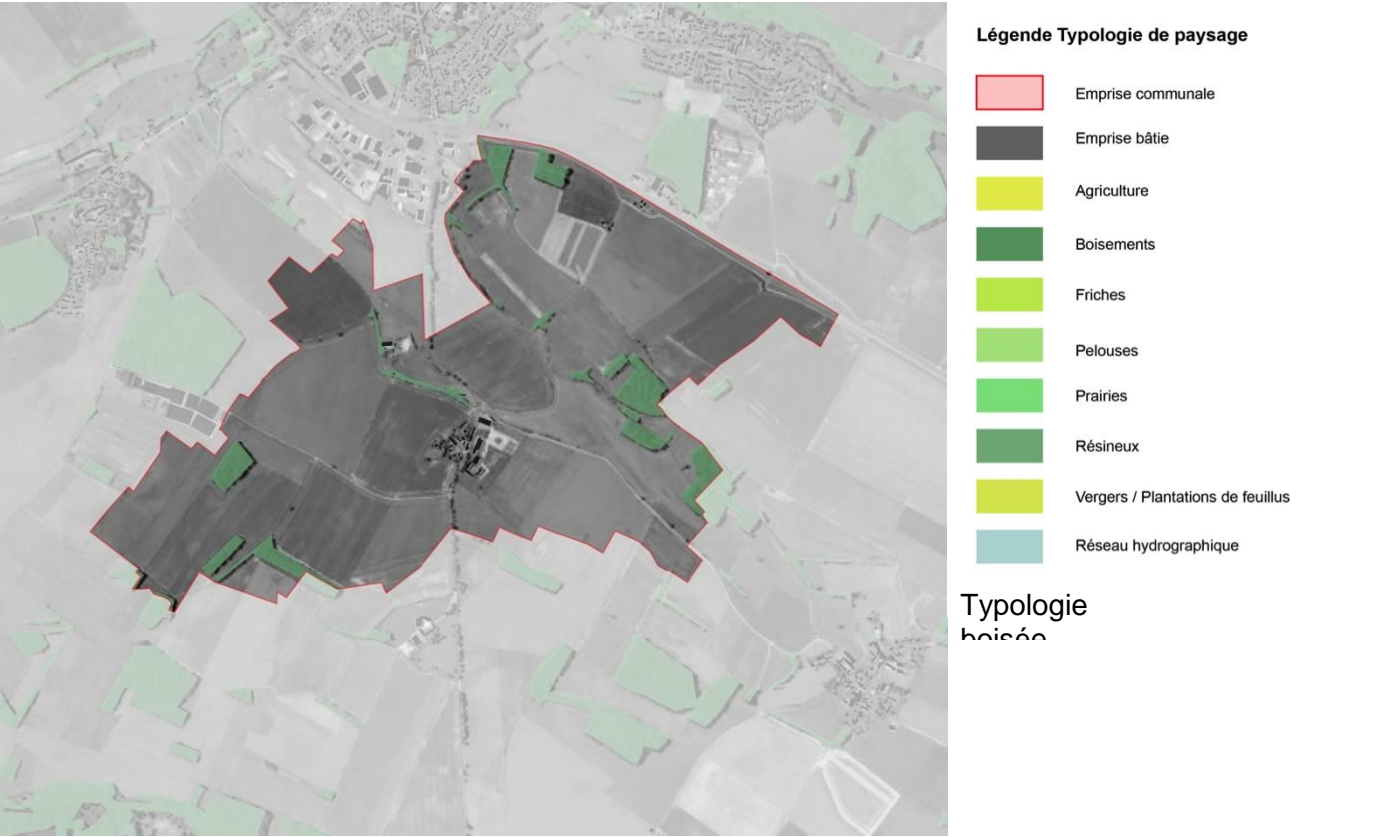 Légende Typologie de paysage
Emprise communale
Emprise bâtie
Agriculture
Boisements
Friches
Pelouses
Prairies
Résineux
Vergers / Plantations de feuillus
Réseau hydrographique
Typologie
boisée